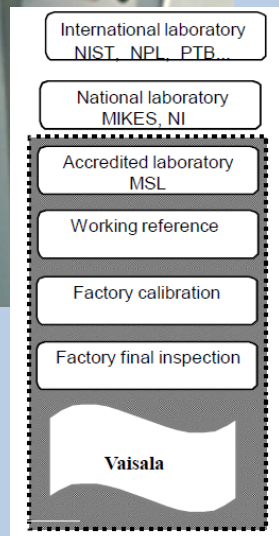 International laboratory
NIST, NPL, PTB...
National laboratory
MIKES, NI
Accredited laboratory
MSL
Working reference
Factory calibration
Factory final inspection
Vaisala